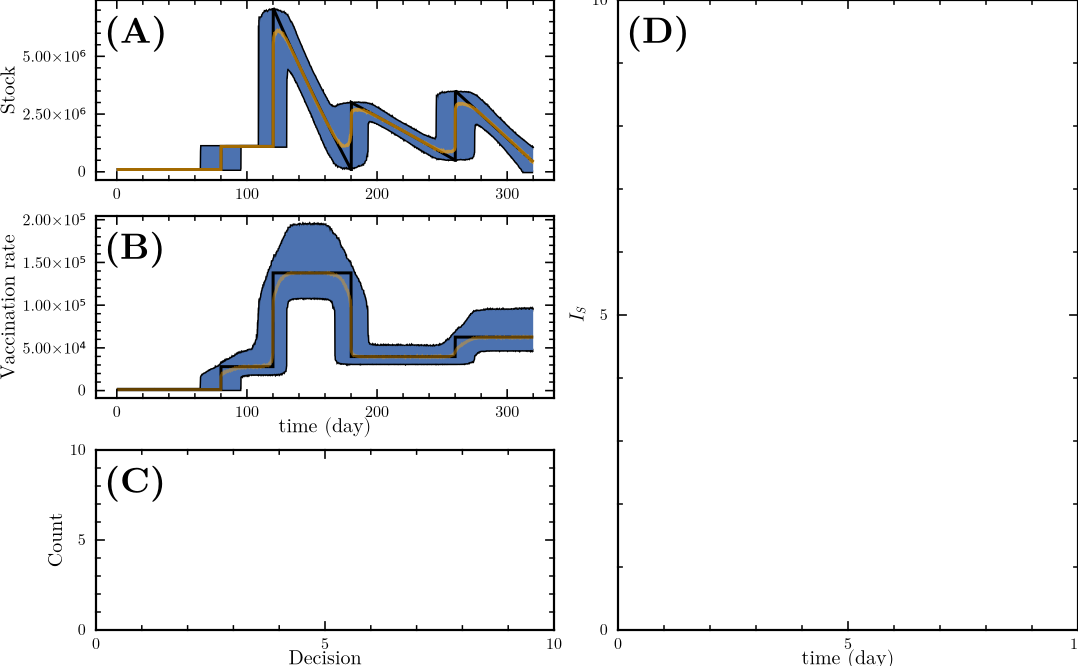 (A)
Stock
5.00×10⁶
2.50×10⁶
0
0 100 200 300
(B)
Vaccination rate
2.00×10⁵
1.50×10⁵
1.00×10⁵
5.00×10⁴
0
0 100 200 300
time (day)
(C)
Count
10
5
0
0 5 10
Decision
(D)
I_S
10
5
0
0 5 1
time (day)